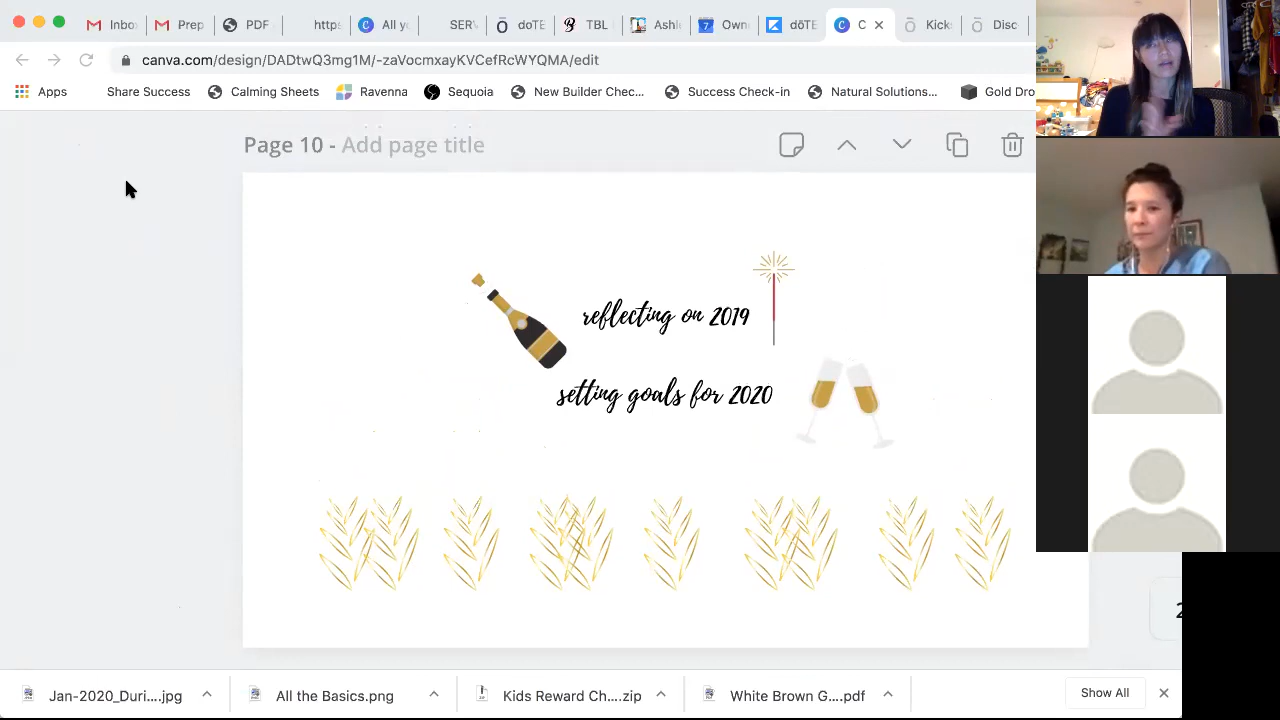 Inbo Prep PDF https All y SERV doTE TBL Ashl Own dōTE C Kick Disc
canva.com/design/DADtwQ3mg1M/-zaVocmxayKVCefRcWYQMA/edit
Apps Share Success Calming Sheets Ravenna Sequoia New Builder Chec... Success Check-in Natural Solutions... Gold Dro
Page 10 - Add page title
reflecting on 2019
setting goals for 2020
2
Jan-2020_Duri....jpg All the Basics.png Kids Reward Ch....zip White Brown G....pdf Show All